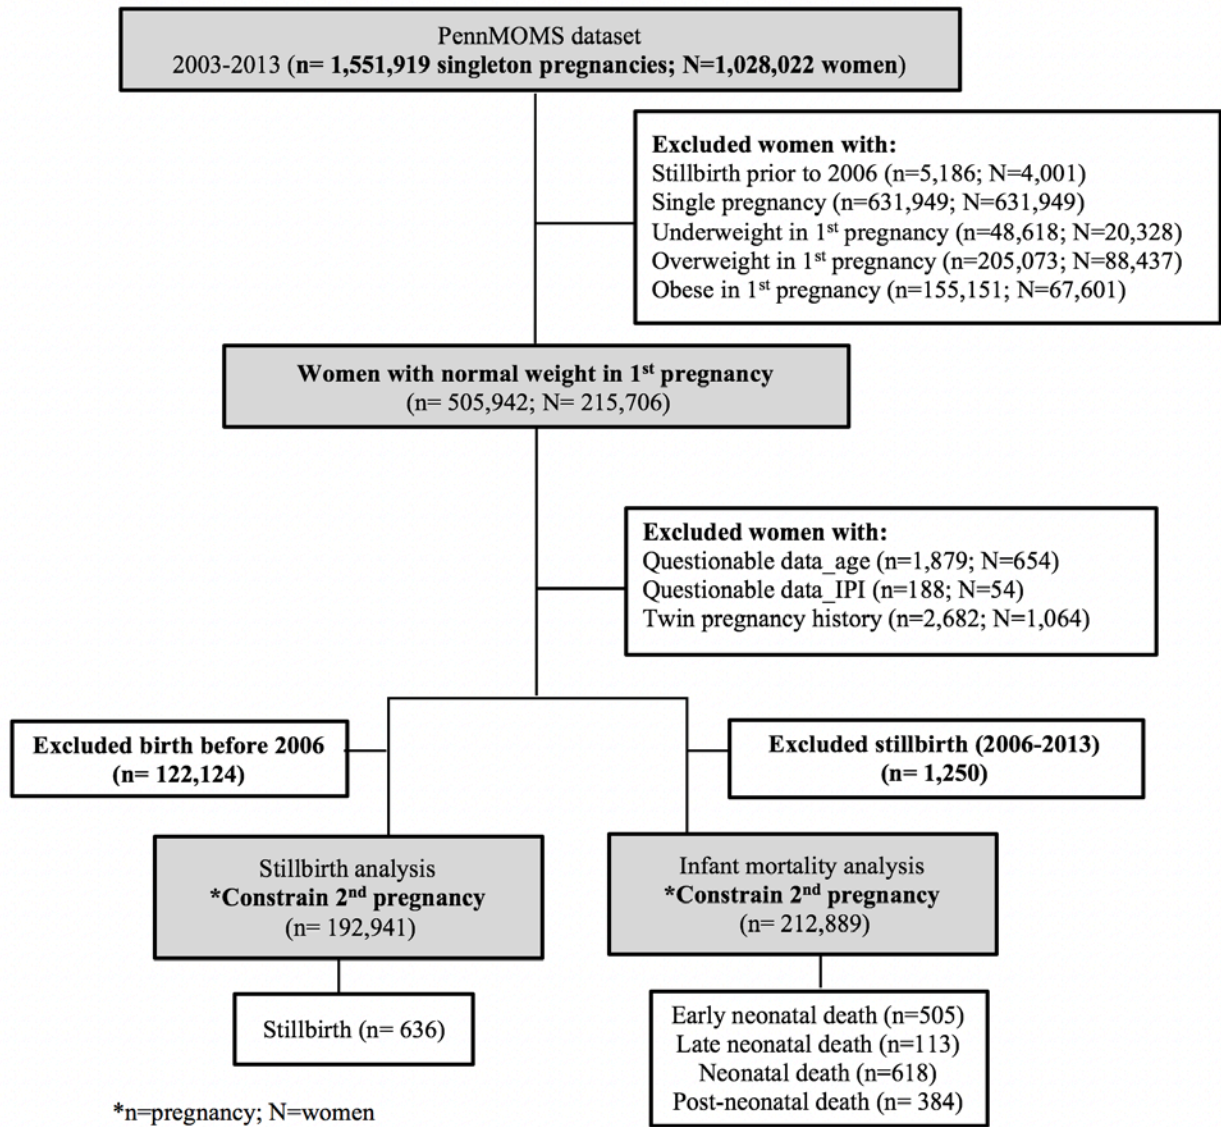 PennMOMS dataset
2003-2013 (n= 1,551,919 singleton pregnancies; N=1,028,022 women)
Excluded women with:
Stillbirth prior to 2006 (n=5,186; N=4,001)
Single pregnancy (n=631,949; N=631,949)
Underweight in 1st pregnancy (n=48,618; N=20,328)
Overweight in 1st pregnancy (n=205,073; N=88,437)
Obese in 1st pregnancy (n=155,151; N=67,601)
Women with normal weight in 1st pregnancy
(n= 505,942; N= 215,706)
Excluded women with:
Questionable data_age (n=1,879; N=654)
Questionable data_IPI (n=188; N=54)
Twin pregnancy history (n=2,682; N=1,064)
Excluded birth before 2006
(n= 122,124)
Excluded stillbirth (2006-2013)
(n= 1,250)
Stillbirth analysis
*Constrain 2nd pregnancy
(n= 192,941)
Infant mortality analysis
*Constrain 2nd pregnancy
(n= 212,889)
Stillbirth (n= 636)
Early neonatal death (n=505)
Late neonatal death (n=113)
Neonatal death (n=618)
Post-neonatal death (n= 384)
*n=pregnancy; N=women